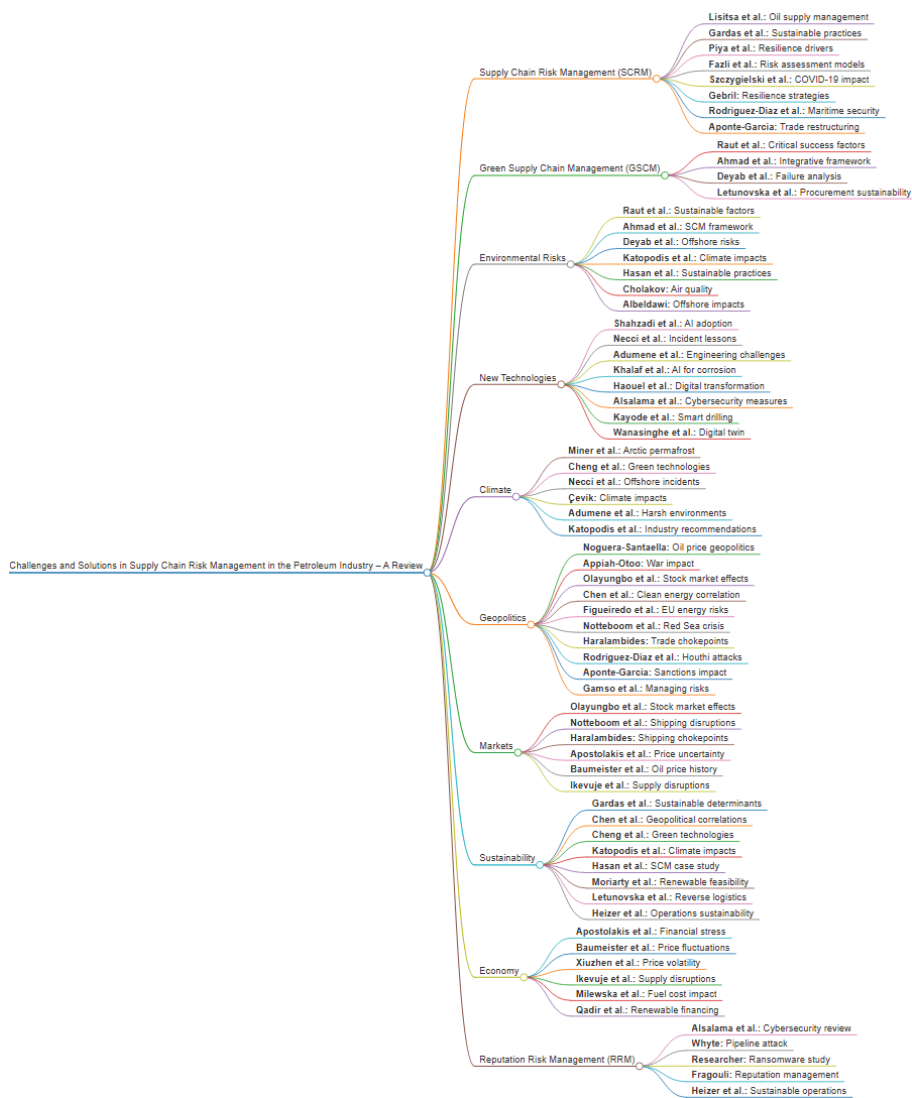 Challenges and Solutions in Supply Chain Risk Management in the Petroleum Industry – A Review
Supply Chain Risk Management (SCRM)
Lisitsa et al.: Oil supply management
Gardas et al.: Sustainable practices
Piya et al.: Resilience drivers
Fazli et al.: Risk assessment models
Szczygielski et al.: COVID-19 impact
Gebril: Resilience strategies
Rodriguez-Diaz et al.: Maritime security
Aponte-Garcia: Trade restructuring
Green Supply Chain Management (GSCM)
Raut et al.: Critical success factors
Ahmad et al.: Integrative framework
Deyab et al.: Failure analysis
Letunovska et al.: Procurement sustainability
Environmental Risks
Raut et al.: Sustainable factors
Ahmad et al.: SCM framework
Deyab et al.: Offshore risks
Katopodis et al.: Climate impacts
Hasan et al.: Sustainable practices
Cholakov: Air quality
Albeldawi: Offshore impacts
New Technologies
Shahzadi et al.: AI adoption
Necci et al.: Incident lessons
Adumene et al.: Engineering challenges
Khalaf et al.: AI for corrosion
Haouel et al.: Digital transformation
Alsalama et al.: Cybersecurity measures
Kayode et al.: Smart drilling
Wanasinghe et al.: Digital twin
Climate
Miner et al.: Arctic permafrost
Cheng et al.: Green technologies
Necci et al.: Offshore incidents
Çevik: Climate impacts
Adumene et al.: Harsh environments
Katopodis et al.: Industry recommendations
Geopolitics
Noguera-Santaella: Oil price geopolitics
Appiah-Otoo: War impact
Olayungbo et al.: Stock market effects
Chen et al.: Clean energy correlation
Figueiredo et al.: EU energy risks
Notteboom et al.: Red Sea crisis
Haralambides: Trade chokepoints
Rodriguez-Diaz et al.: Houthi attacks
Aponte-Garcia: Sanctions impact
Gamso et al.: Managing risks
Markets
Olayungbo et al.: Stock market effects
Notteboom et al.: Shipping disruptions
Haralambides: Shipping chokepoints
Apostolakis et al.: Price uncertainty
Baumeister et al.: Oil price history
Ikevuje et al.: Supply disruptions
Sustainability
Gardas et al.: Sustainable determinants
Chen et al.: Geopolitical correlations
Cheng et al.: Green technologies
Katopodis et al.: Climate impacts
Hasan et al.: SCM case study
Moriarty et al.: Renewable feasibility
Letunovska et al.: Reverse logistics
Heizer et al.: Operations sustainability
Economy
Apostolakis et al.: Financial stress
Baumeister et al.: Price fluctuations
Xiuzhen et al.: Price volatility
Ikevuje et al.: Supply disruptions
Milewska et al.: Fuel cost impact
Qadir et al.: Renewable financing
Reputation Risk Management (RRM)
Alsalama et al.: Cybersecurity review
Whyte: Pipeline attack
Researcher: Ransomware study
Fragouli: Reputation management
Heizer et al.: Sustainable operations